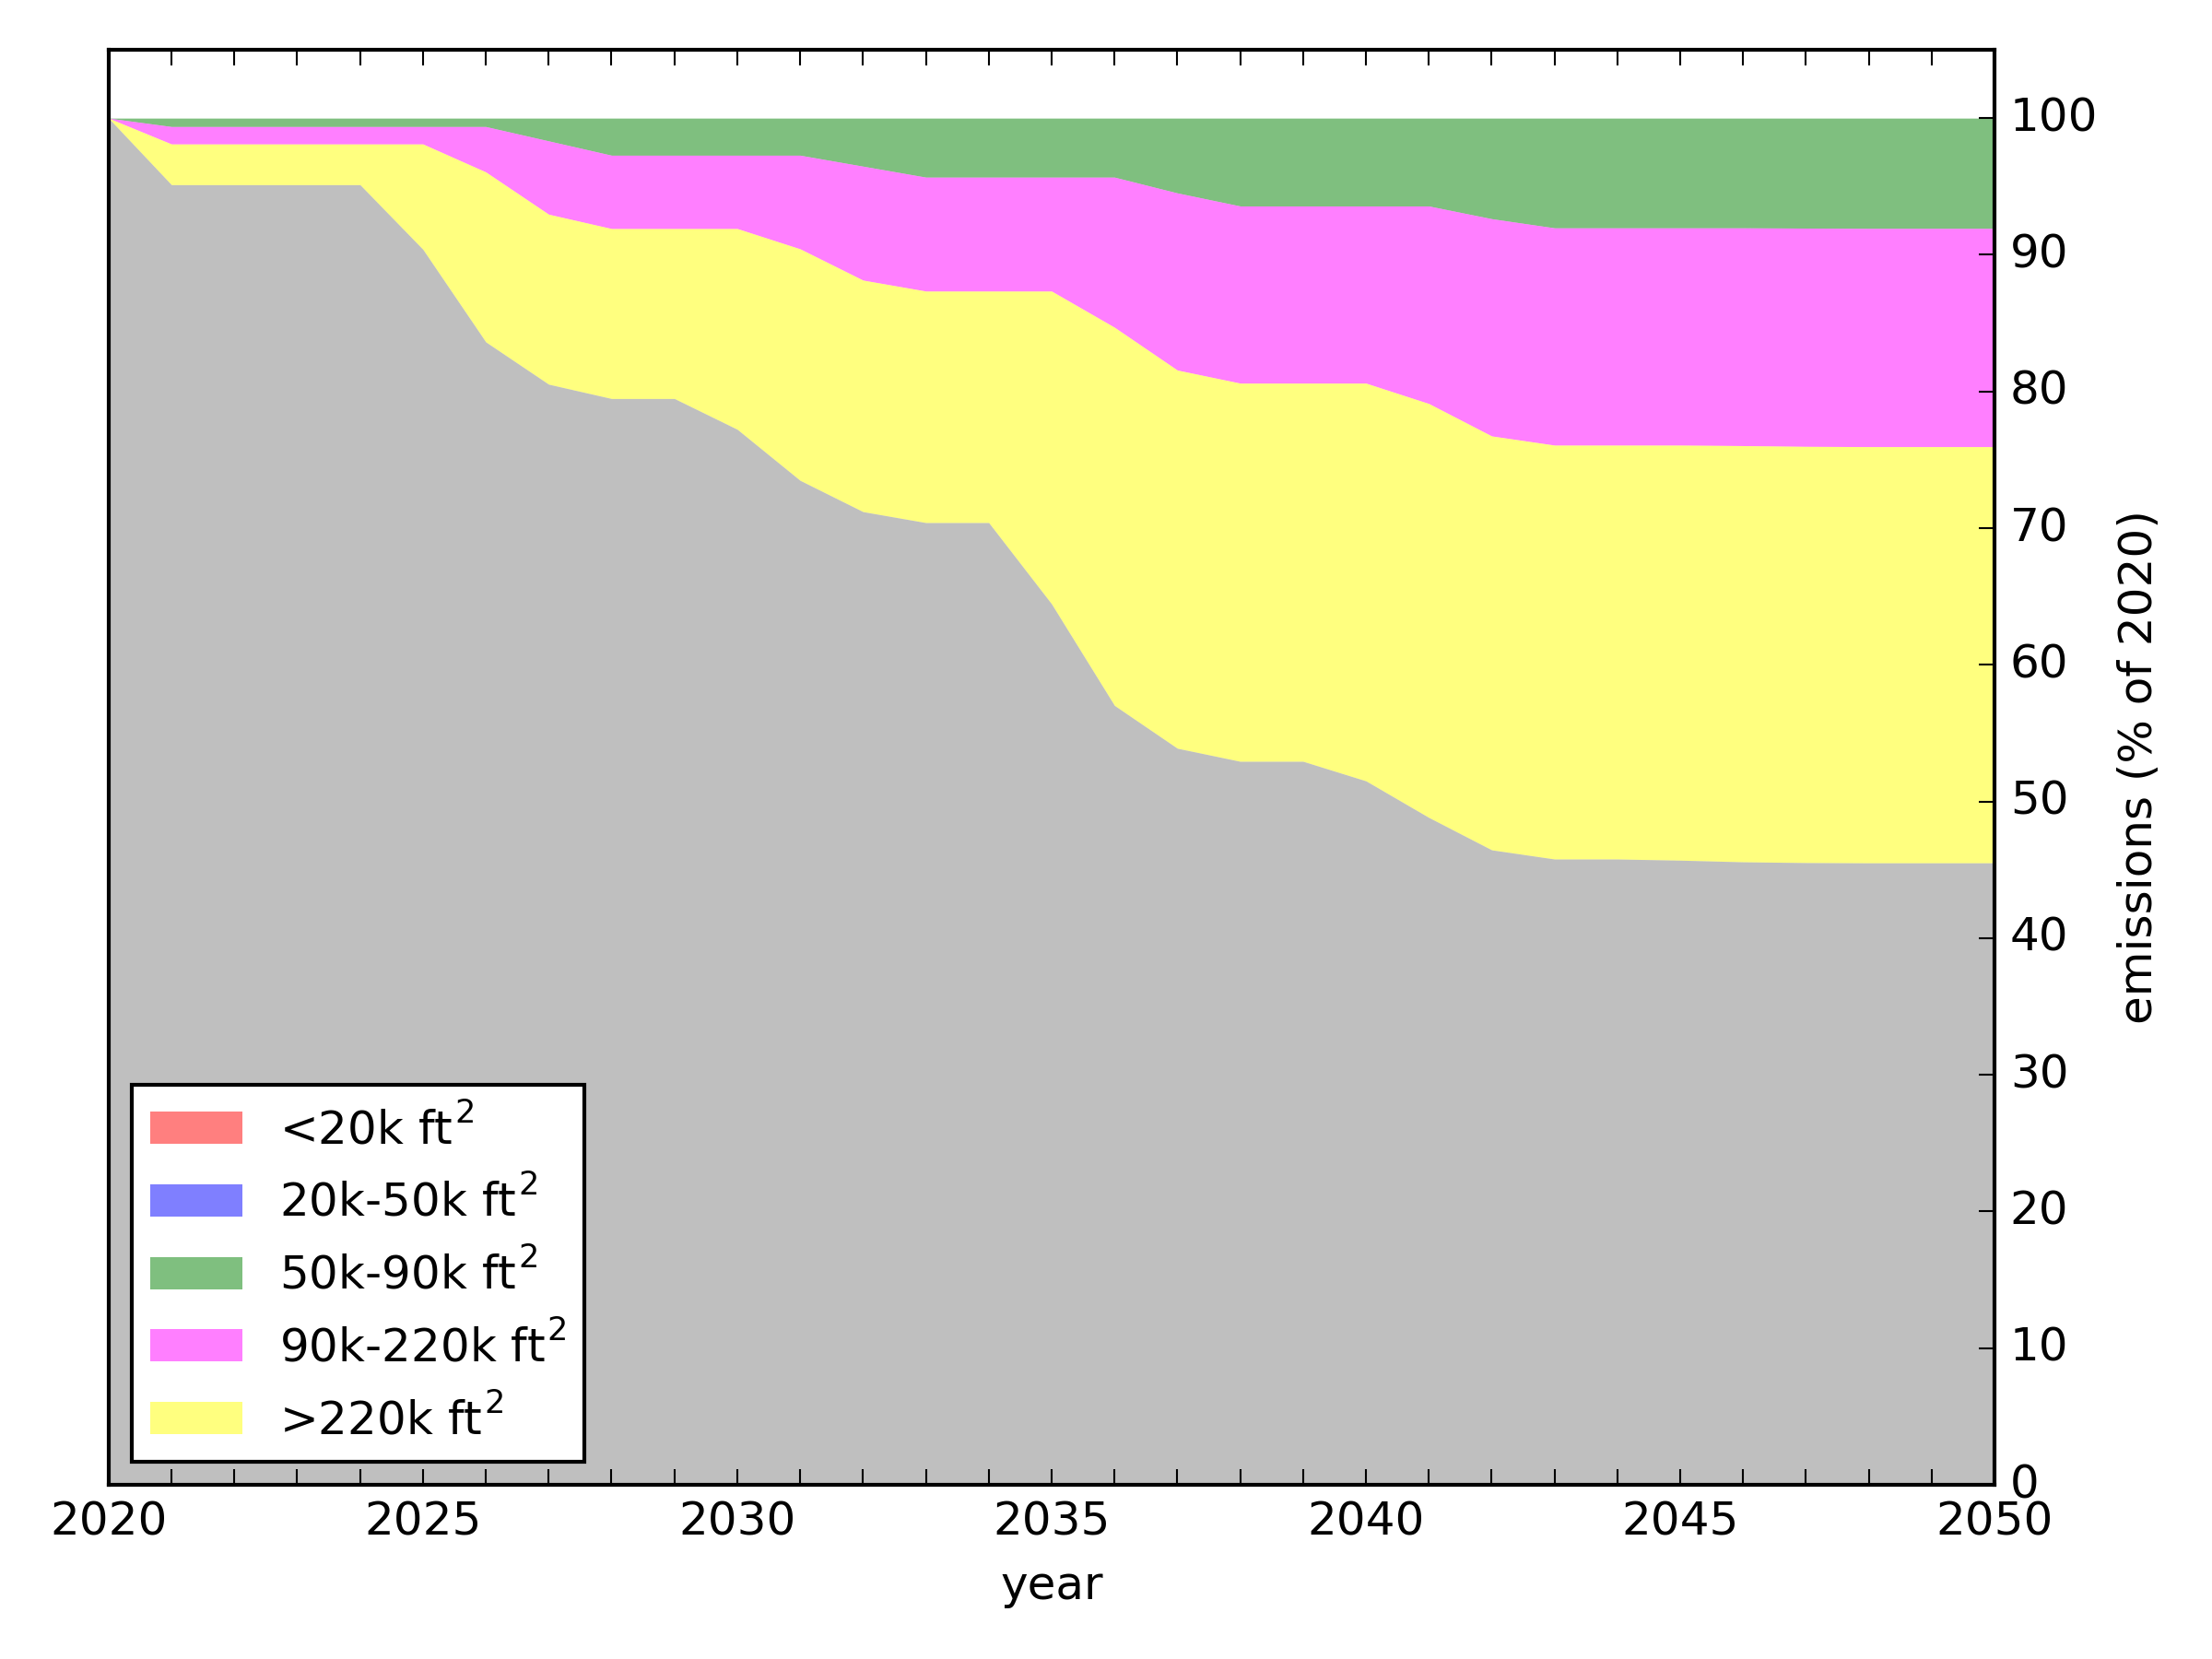 100
90
80
70
60
50
40
30
20
10
0
emissions (% of 2020)
<20k ft²
20k-50k ft²
50k-90k ft²
90k-220k ft²
>220k ft²
2020 2025 2030 2035 2040 2045 2050
year